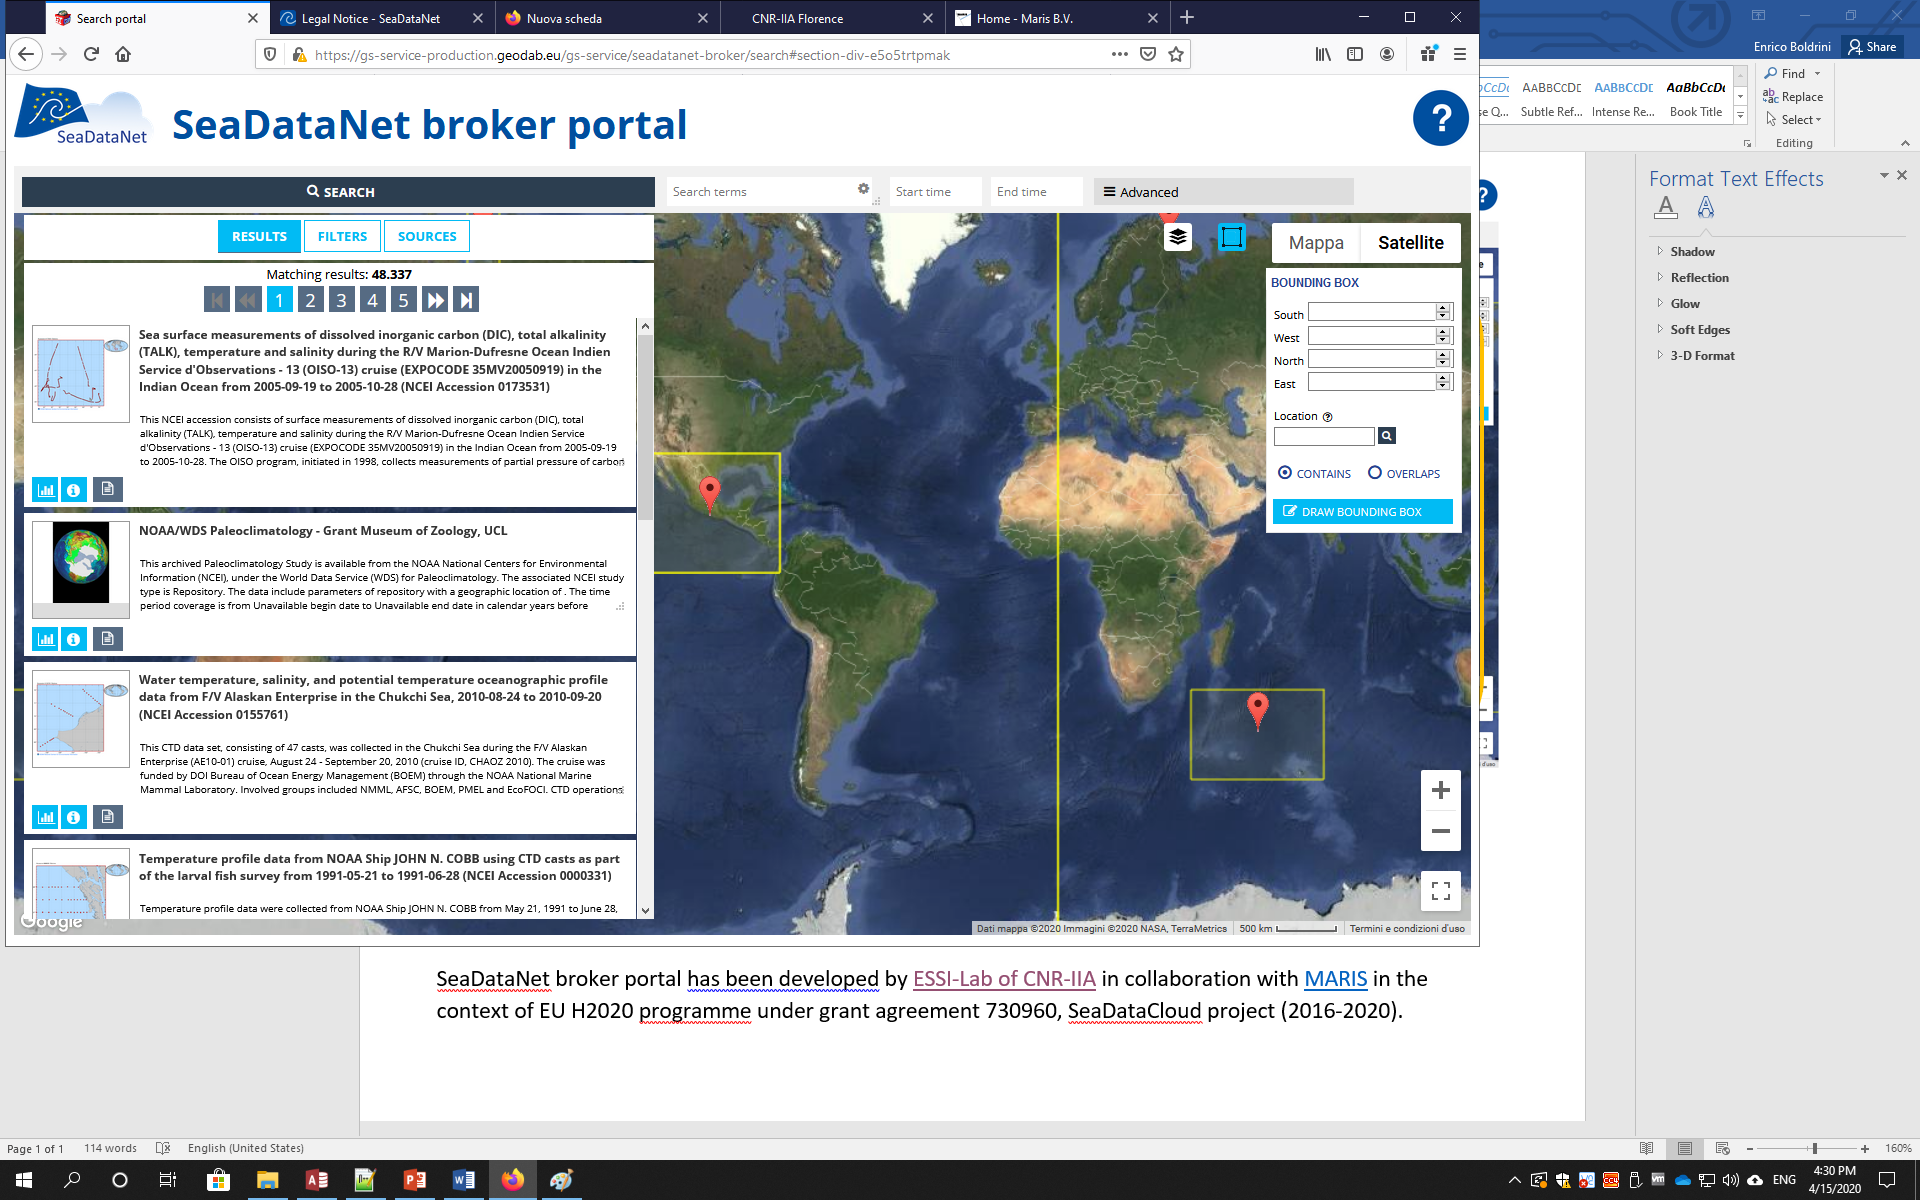 Search portal
Legal Notice - SeaDataNet
Nuova scheda
CNR-IIA Florence
Home - Maris B.V.
https://gs-service-production.geodab.eu/gs-service/seadatanet-broker/search#section-div-e5o5trtpmak
Enrico Boldrini
Share
AABBCCDE
AABBCCDE
AaBbCcDı
Subtle Ref...
Intense Re...
Book Title
Find
Replace
Select
Editing
SeaDataNet
SeaDataNet broker portal
?
SEARCH
Search terms
Start time
End time
Advanced
RESULTS
FILTERS
SOURCES
Matching results: 48.337
1 2 3 4 5
Sea surface measurements of dissolved inorganic carbon (DIC), total alkalinity
(TALK), temperature and salinity during the R/V Marion-Dufresne Ocean Indien
Service d'Observations - 13 (OISO-13) cruise (EXPOCODE 35MV20050919) in the
Indian Ocean from 2005-09-19 to 2005-10-28 (NCEI Accession 0173531)
This NCEI accession consists of surface measurements of dissolved inorganic carbon (DIC), total
alkalinity (TALK), temperature and salinity during the R/V Marion-Dufresne Ocean Indien Service
d'Observations - 13 (OISO-13) cruise (EXPOCODE 35MV20050919) in the Indian Ocean from 2005-09-19
to 2005-10-28. The OISO program, initiated in 1998, collects measurements of partial pressure of carbon
NOAA/WDS Paleoclimatology - Grant Museum of Zoology, UCL
This archived Paleoclimatology Study is available from the NOAA National Centers for Environmental
Information (NCEI), under the World Data Service (WDS) for Paleoclimatology. The associated NCEI study
type is Repository. The data include parameters of repository with a geographic location of . The time
period coverage is from Unavailable begin date to Unavailable end date in calendar years before
Water temperature, salinity, and potential temperature oceanographic profile
data from F/V Alaskan Enterprise in the Chukchi Sea, 2010-08-24 to 2010-09-20
(NCEI Accession 0155761)
This CTD data set, consisting of 47 casts, was collected in the Chukchi Sea during the F/V Alaskan
Enterprise (AE10-01) cruise, August 24 - September 20, 2010 (cruise ID, CHAOZ 2010). The cruise was
funded by DOI Bureau of Ocean Energy Management (BOEM) through the NOAA National Marine
Mammal Laboratory. Involved groups included NMML, AFSC, BOEM, PMEL and EcoFOCI. CTD operations
Temperature profile data from NOAA Ship JOHN N. COBB using CTD casts as part
of the larval fish survey from 1991-05-21 to 1991-06-28 (NCEI Accession 0000331)
Temperature profile data were collected from NOAA Ship JOHN N. COBB from May 21, 1991 to June 28,
Google
Mappa
Satellite
BOUNDING BOX
South
West
North
East
Location
CONTAINS
OVERLAPS
DRAW BOUNDING BOX
Dati mappa ©2020 Immagini ©2020 NASA, TerraMetrics
500 km
Termini e condizioni d'uso
Format Text Effects
Shadow
Reflection
Glow
Soft Edges
3-D Format
SeaDataNet broker portal has been developed by ESSI-Lab of CNR-IIA in collaboration with MARIS in the
context of EU H2020 programme under grant agreement 730960, SeaDataCloud project (2016-2020).
Page 1 of 1
114 words
English (United States)
160%
ENG
4:30 PM
4/15/2020